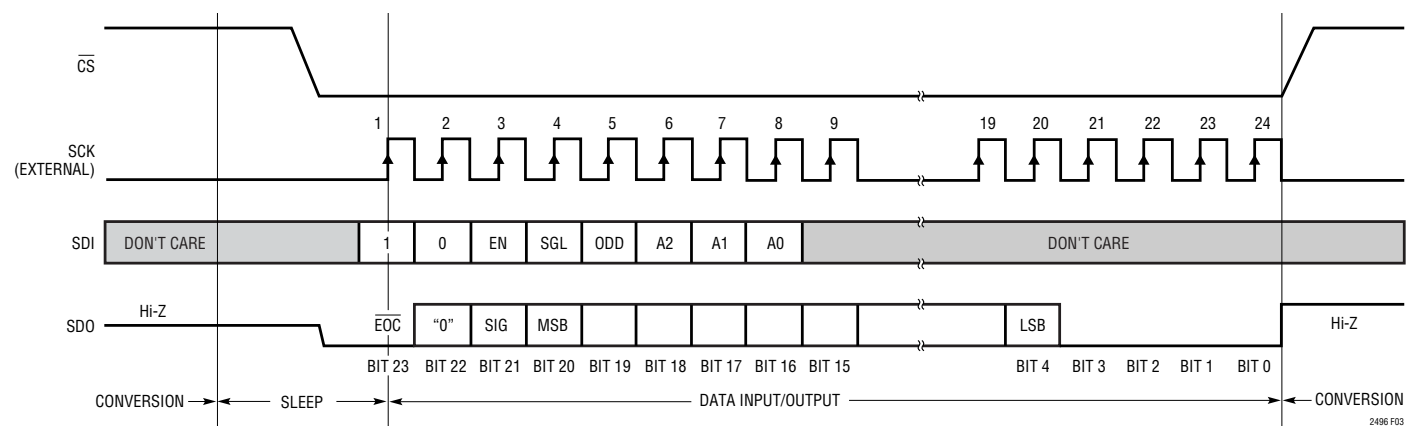 CS
1 2 3 4 5 6 7 8 9 19 20 21 22 23 24
SCK
(EXTERNAL)
SDI DON'T CARE 1 0 EN SGL ODD A2 A1 A0 DON'T CARE
Hi-Z
SDO EOC "0" SIG MSB LSB Hi-Z
BIT 23 BIT 22 BIT 21 BIT 20 BIT 19 BIT 18 BIT 17 BIT 16 BIT 15 BIT 4 BIT 3 BIT 2 BIT 1 BIT 0
CONVERSION SLEEP DATA INPUT/OUTPUT CONVERSION
2496 F03